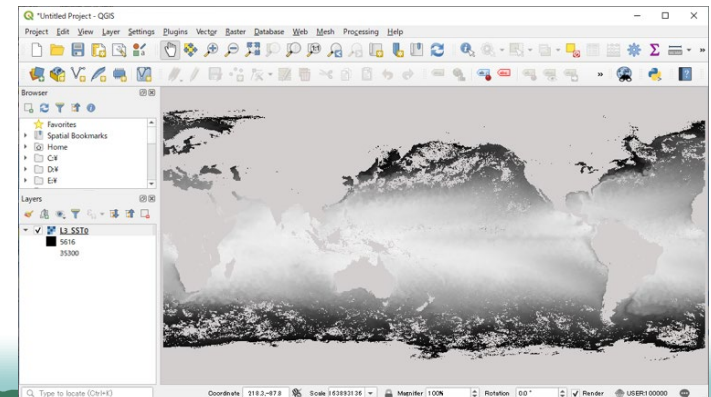 *Untitled Project - QGIS
Project Edit View Layer Settings Plugins Vector Raster Database Web Mesh Processing Help
Browser
Favorites
Spatial Bookmarks
Home
C:¥
D:¥
E:¥
Layers
L3_SST0
5616
35300
Type to locate (Ctrl+K)
Coordinate 218.3,-87.8 Scale 163893136 Magnifier 100% Rotation 0.0 ° Render USER:100000